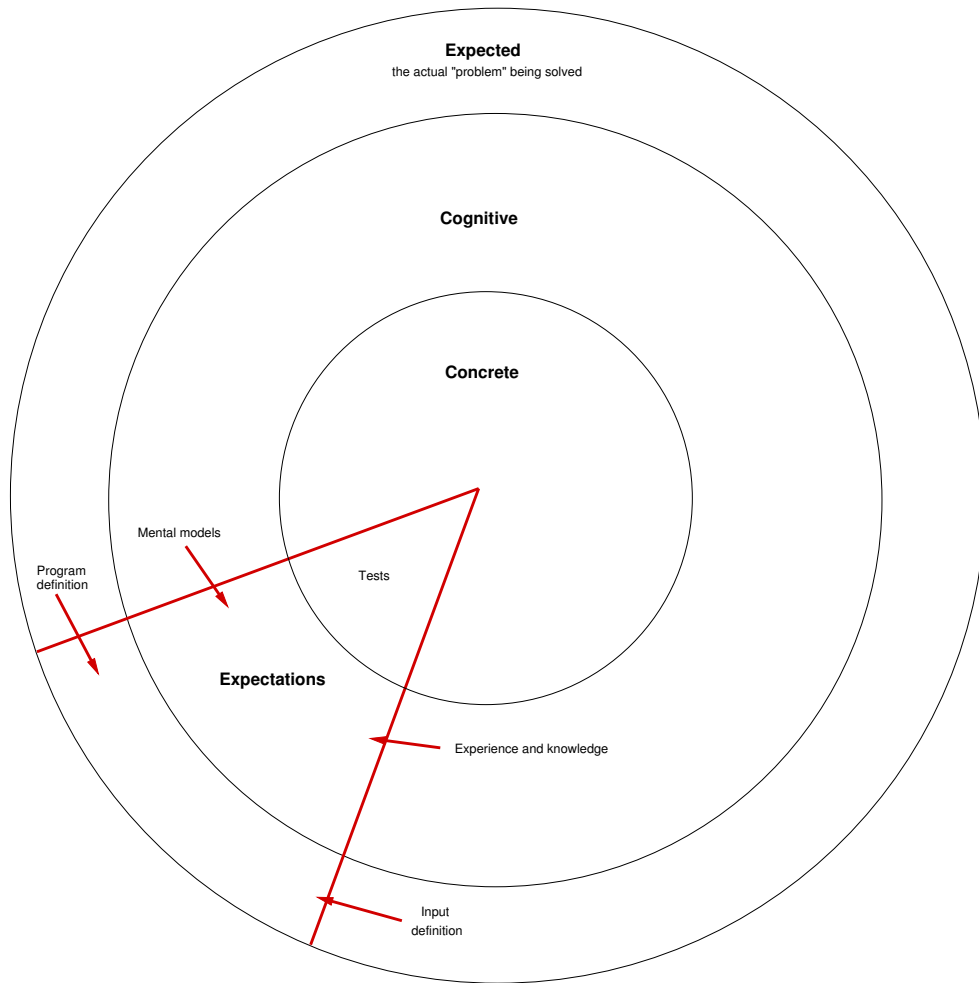 Expected
the actual "problem" being solved
Cognitive
Concrete
Mental models
Program
definition
Tests
Expectations
Experience and knowledge
Input
definition